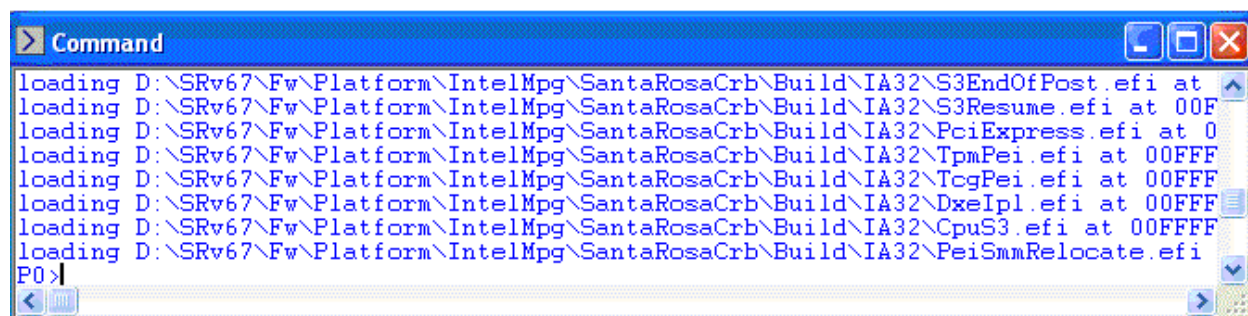 Command
loading D:\SRv67\Fw\Platform\IntelMpg\SantaRosaCrb\Build\IA32\S3EndOfPost.efi at
loading D:\SRv67\Fw\Platform\IntelMpg\SantaRosaCrb\Build\IA32\S3Resume.efi at 00F
loading D:\SRv67\Fw\Platform\IntelMpg\SantaRosaCrb\Build\IA32\PciExpress.efi at 0
loading D:\SRv67\Fw\Platform\IntelMpg\SantaRosaCrb\Build\IA32\TpmPei.efi at 00FFF
loading D:\SRv67\Fw\Platform\IntelMpg\SantaRosaCrb\Build\IA32\TcgPei.efi at 00FFF
loading D:\SRv67\Fw\Platform\IntelMpg\SantaRosaCrb\Build\IA32\DxeIpl.efi at 00FFF
loading D:\SRv67\Fw\Platform\IntelMpg\SantaRosaCrb\Build\IA32\CpuS3.efi at 00FFFF
loading D:\SRv67\Fw\Platform\IntelMpg\SantaRosaCrb\Build\IA32\PeiSmmRelocate.efi
P0>